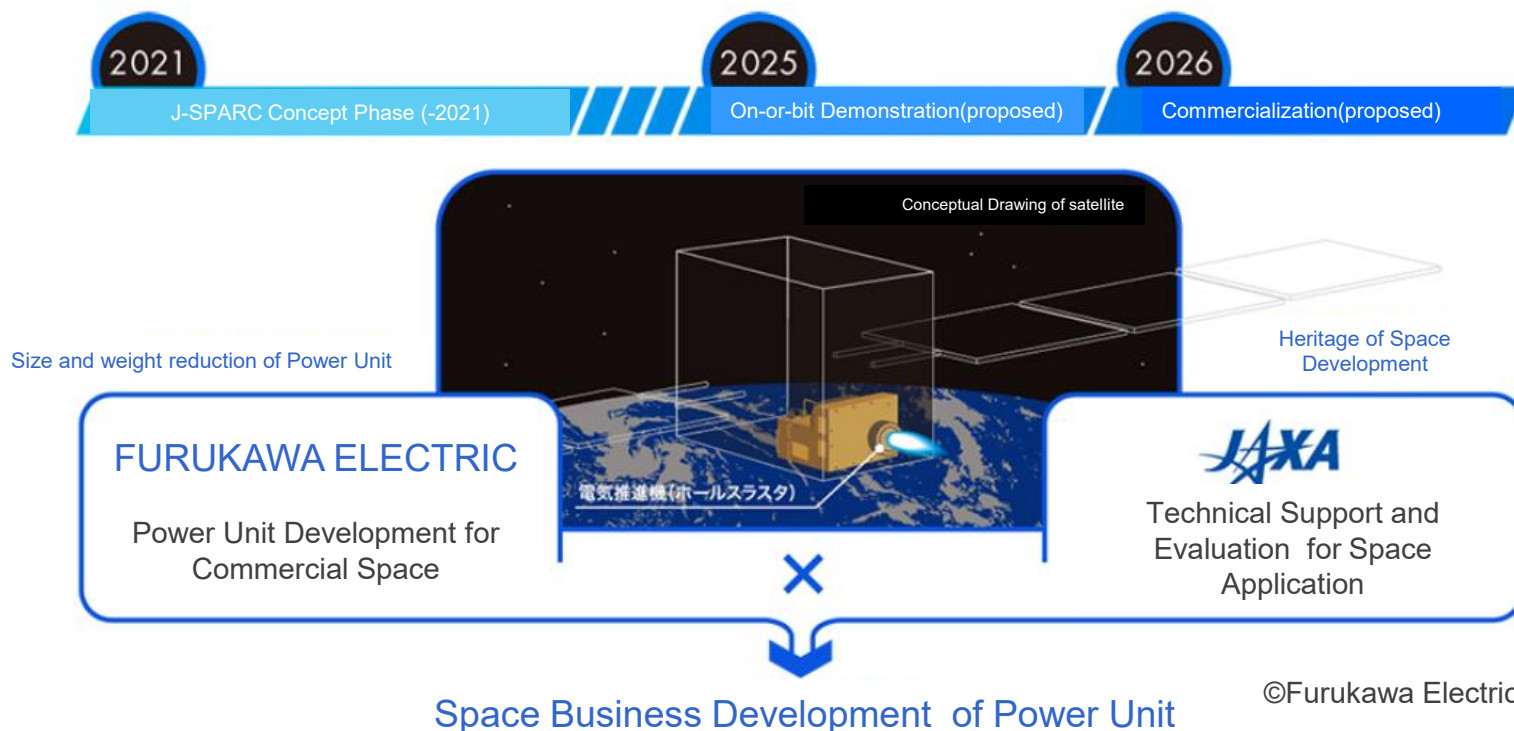 2021
2025
2026
J-SPARC Concept Phase (-2021)
On-or-bit Demonstration(proposed)
Commercialization(proposed)
Conceptual Drawing of satellite
Size and weight reduction of Power Unit
Heritage of Space
Development
FURUKAWA ELECTRIC
Power Unit Development for
Commercial Space
電気推進機(ホールスラスタ)
JAXA
Technical Support and
Evaluation for Space
Application
×
Space Business Development of Power Unit
©Furukawa Electric